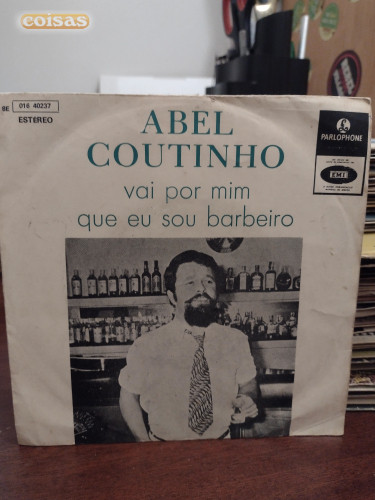 coisas
8E 016 40237
ESTEREO
ABEL
COUTINHO
vai por mim
que eu sou barbeiro
PARLOPHONE
EMI